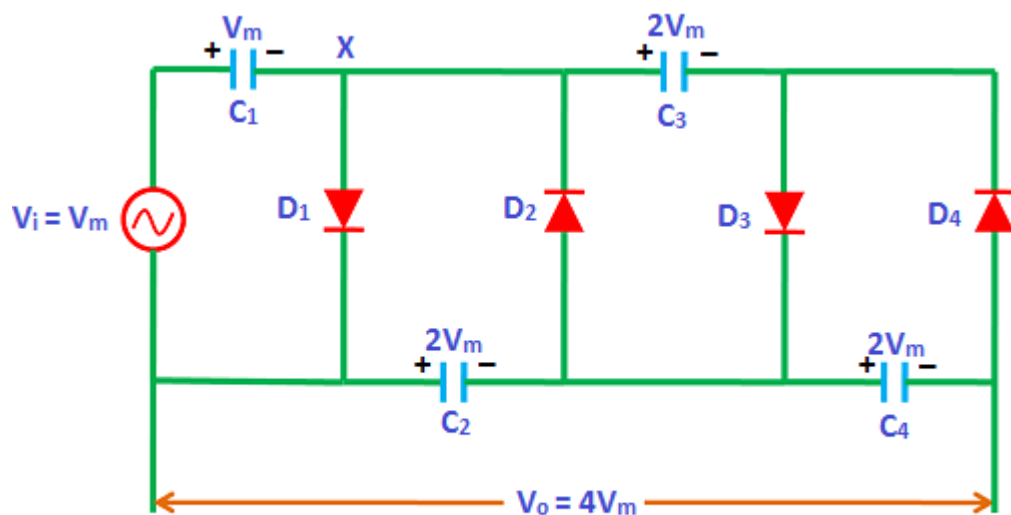 Vₘ
+ −
X
2Vₘ
+ −
C₁
C₃
Vᵢ = Vₘ
D₁
D₂
D₃
D₄
2Vₘ
+ −
2Vₘ
+ −
C₂
C₄
Vₒ = 4Vₘ